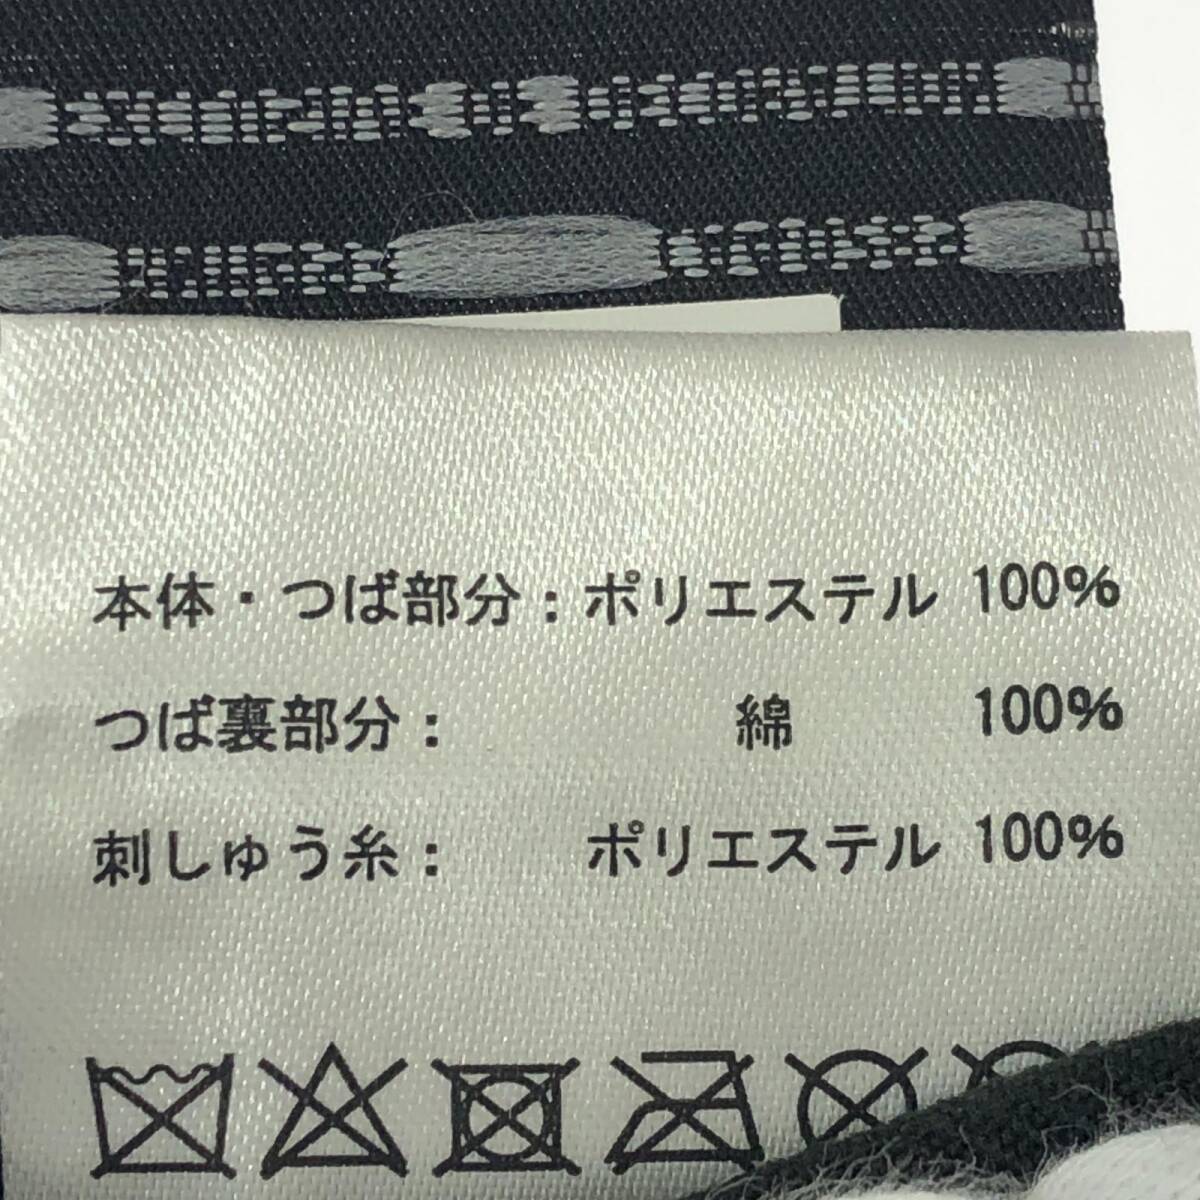 本体・つば部分：ポリエステル 100%
つば裏部分： 綿 100%
刺しゅう糸： ポリエステル 100%